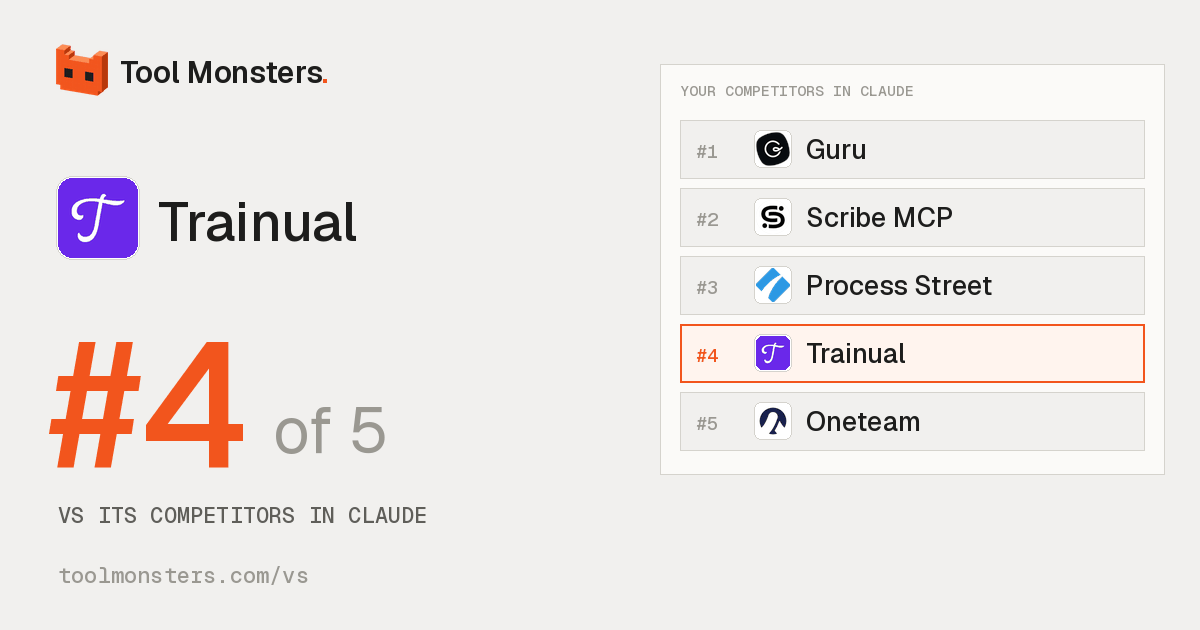 Tool Monsters.
Trainual
#4 of 5
VS ITS COMPETITORS IN CLAUDE
toolmonsters.com/vs
YOUR COMPETITORS IN CLAUDE
#1 Guru
#2 Scribe MCP
#3 Process Street
#4 Trainual
#5 Oneteam